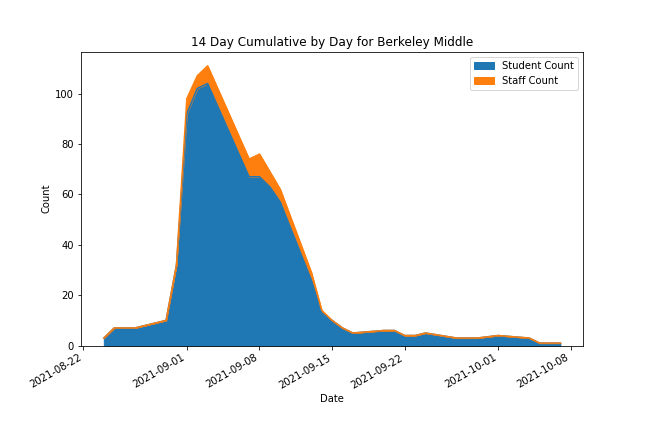 14 Day Cumulative by Day for Berkeley Middle
Student Count
Staff Count
Count
100
80
60
40
20
0
2021-08-22
2021-09-01
2021-09-08
2021-09-15
2021-09-22
2021-10-01
2021-10-08
Date